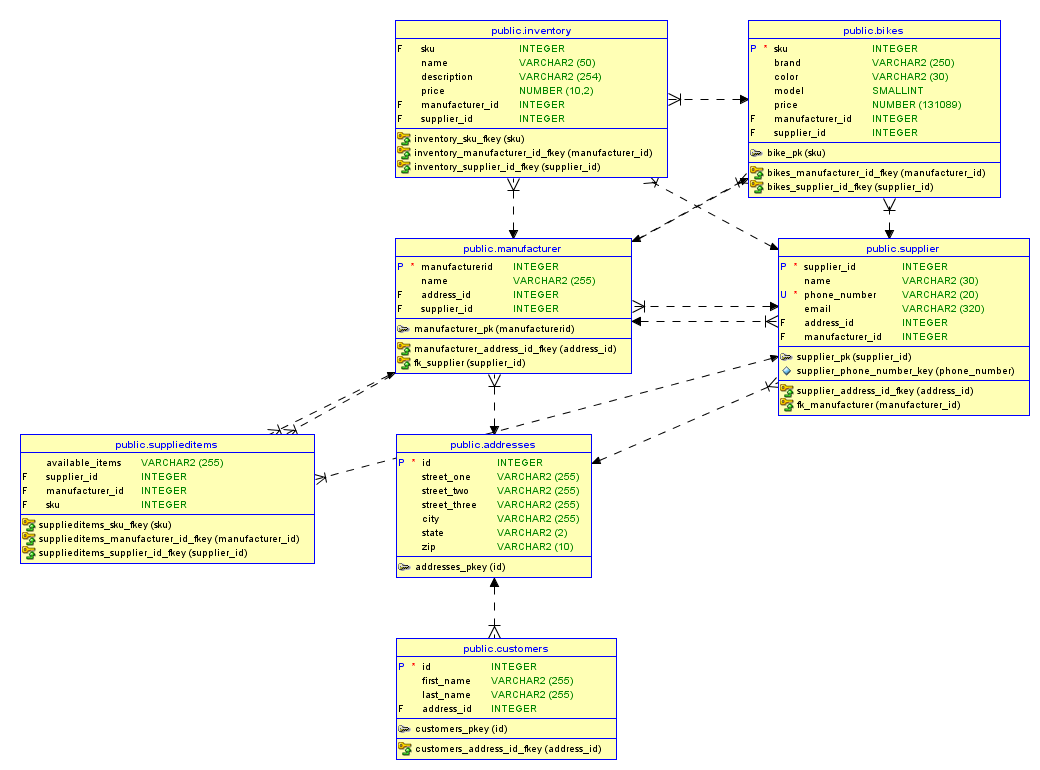 public.inventory
F sku INTEGER
name VARCHAR2 (50)
description VARCHAR2 (254)
price NUMBER (10,2)
F manufacturer_id INTEGER
F supplier_id INTEGER
inventory_sku_fkey (sku)
inventory_manufacturer_id_fkey (manufacturer_id)
inventory_supplier_id_fkey (supplier_id)
public.bikes
P * sku INTEGER
brand VARCHAR2 (250)
color VARCHAR2 (30)
model SMALLINT
price NUMBER (131089)
F manufacturer_id INTEGER
F supplier_id INTEGER
bike_pk (sku)
bikes_manufacturer_id_fkey (manufacturer_id)
bikes_supplier_id_fkey (supplier_id)
public.manufacturer
P * manufacturerid INTEGER
name VARCHAR2 (255)
F address_id INTEGER
F supplier_id INTEGER
manufacturer_pk (manufacturerid)
manufacturer_address_id_fkey (address_id)
fk_supplier (supplier_id)
public.supplier
P * supplier_id INTEGER
name VARCHAR2 (30)
U * phone_number VARCHAR2 (20)
email VARCHAR2 (320)
F address_id INTEGER
F manufacturer_id INTEGER
supplier_pk (supplier_id)
supplier_phone_number_key (phone_number)
supplier_address_id_fkey (address_id)
fk_manufacturer (manufacturer_id)
public.supplieditems
available_items VARCHAR2 (255)
F supplier_id INTEGER
F manufacturer_id INTEGER
F sku INTEGER
supplieditems_sku_fkey (sku)
supplieditems_manufacturer_id_fkey (manufacturer_id)
supplieditems_supplier_id_fkey (supplier_id)
public.addresses
P * id INTEGER
street_one VARCHAR2 (255)
street_two VARCHAR2 (255)
street_three VARCHAR2 (255)
city VARCHAR2 (255)
state VARCHAR2 (2)
zip VARCHAR2 (10)
addresses_pkey (id)
public.customers
P * id INTEGER
first_name VARCHAR2 (255)
last_name VARCHAR2 (255)
F address_id INTEGER
customers_pkey (id)
customers_address_id_fkey (address_id)